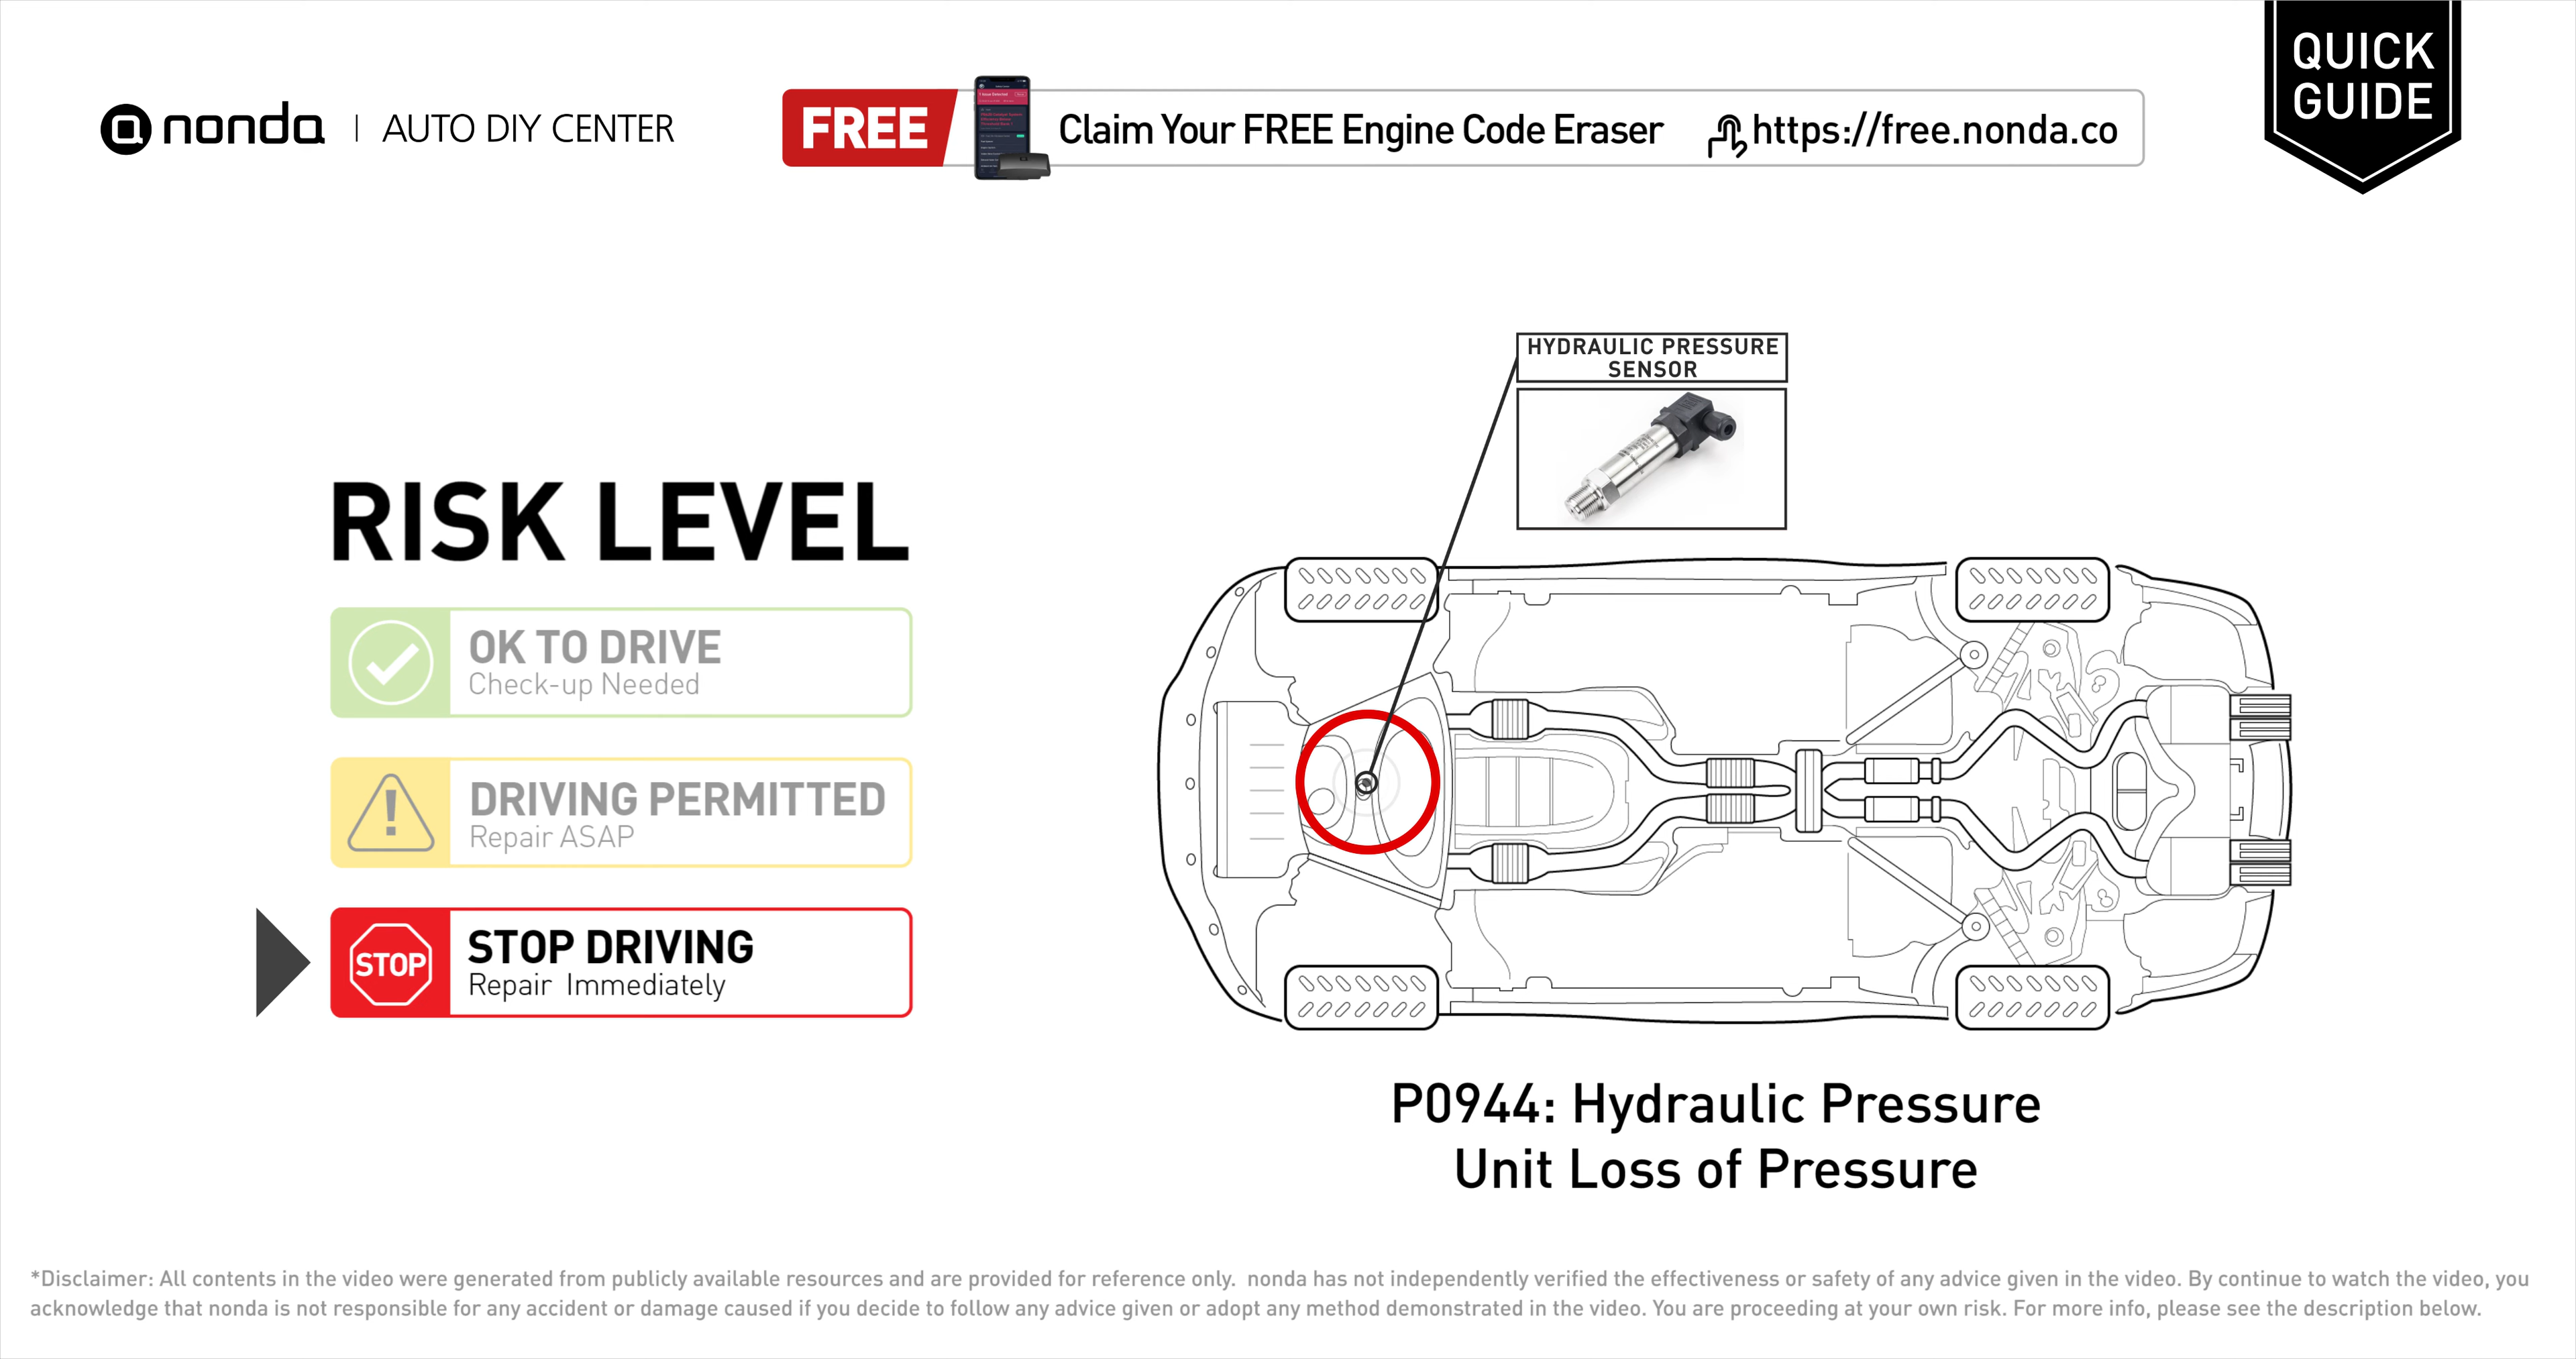 nonda | AUTO DIY CENTER
FREE
Claim Your FREE Engine Code Eraser
https://free.nonda.co
QUICK
GUIDE
HYDRAULIC PRESSURE
SENSOR
RISK LEVEL
OK TO DRIVE
Check-up Needed
DRIVING PERMITTED
Repair ASAP
STOP
STOP DRIVING
Repair Immediately
P0944: Hydraulic Pressure
Unit Loss of Pressure
*Disclaimer: All contents in the video were generated from publicly available resources and are provided for reference only. nonda has not independently verified the effectiveness or safety of any advice given in the video. By continue to watch the video, you
acknowledge that nonda is not responsible for any accident or damage caused if you decide to follow any advice given or adopt any method demonstrated in the video. You are proceeding at your own risk. For more info, please see the description below.